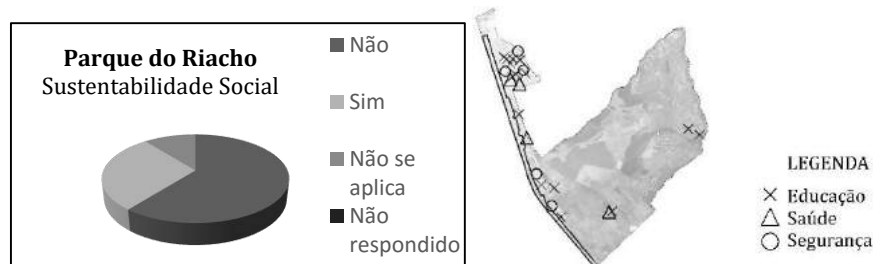 Parque do Riacho
Sustentabilidade Social
Não
Sim
Não se
aplica
Não
respondido
LEGENDA
Educação
Saúde
Segurança